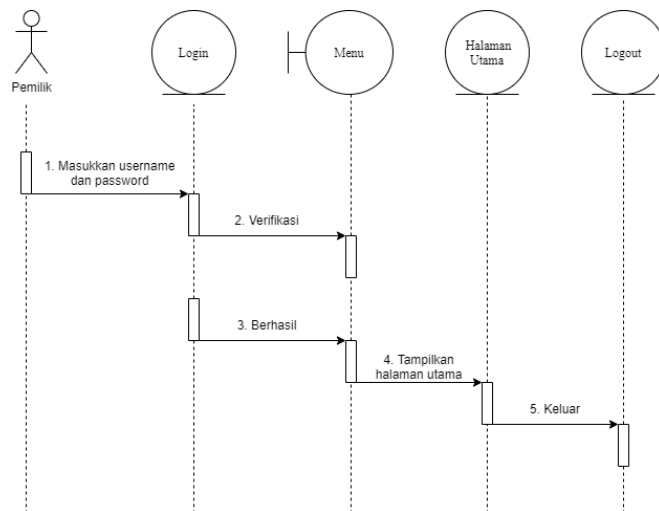 Pemilik
Login
Menu
Halaman
Utama
Logout
1. Masukkan username
dan password
2. Verifikasi
3. Berhasil
4. Tampilkan
halaman utama
5. Keluar